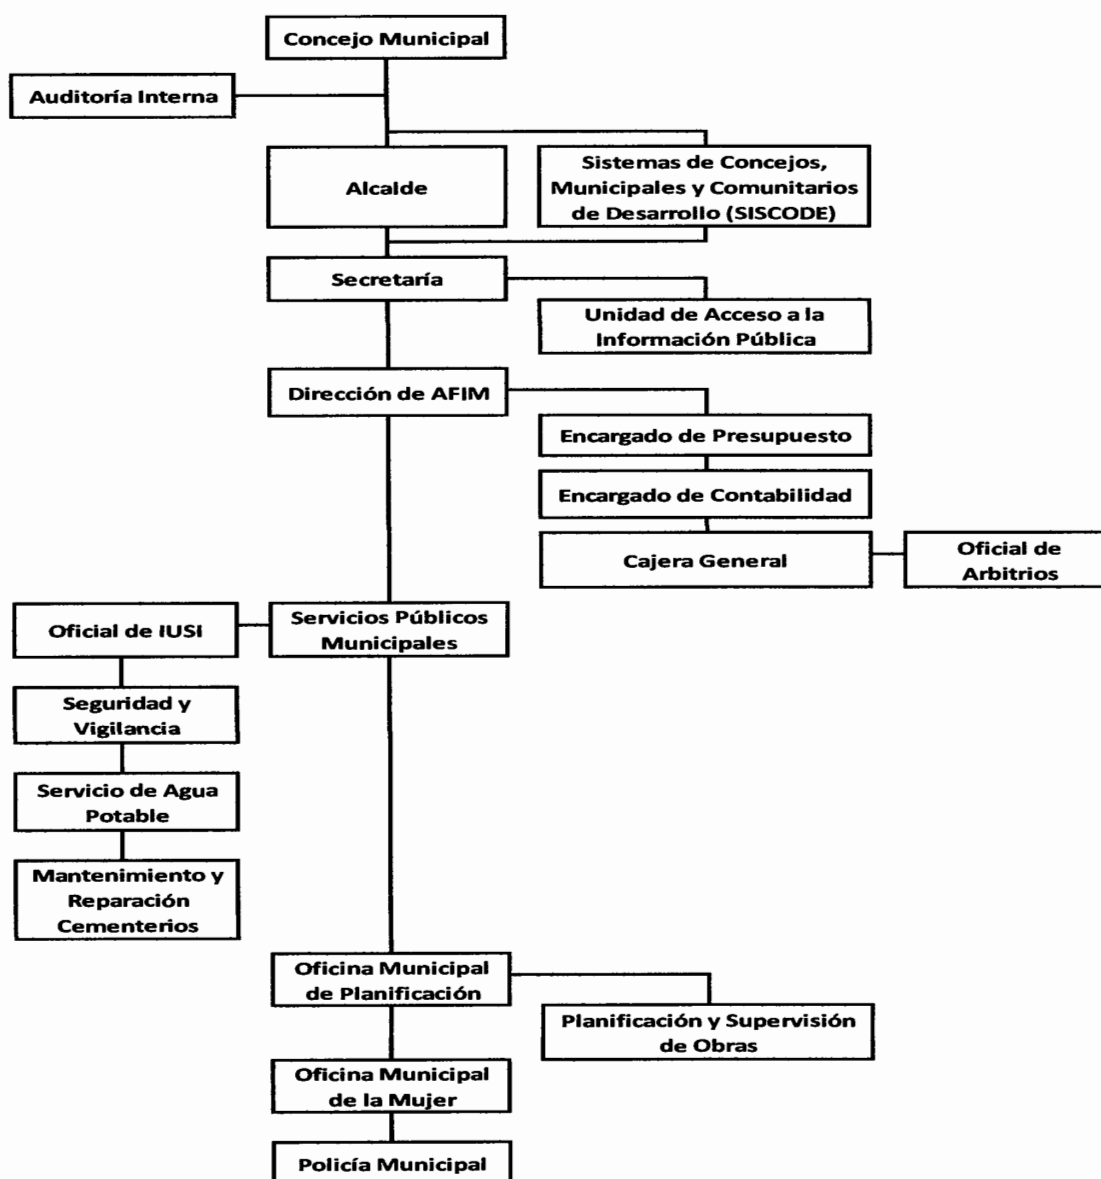 Concejo Municipal
Auditoría Interna
Alcalde
Sistemas de Concejos,
Municipales y Comunitarios
de Desarrollo (SISCODE)
Secretaría
Unidad de Acceso a la
Información Pública
Dirección de AFIM
Encargado de Presupuesto
Encargado de Contabilidad
Cajera General
Oficial de
Arbitrios
Oficial de IUSI
Servicios Públicos
Municipales
Seguridad y
Vigilancia
Servicio de Agua
Potable
Mantenimiento y
Reparación
Cementerios
Oficina Municipal
de Planificación
Planificación y Supervisión
de Obras
Oficina Municipal
de la Mujer
Policía Municipal